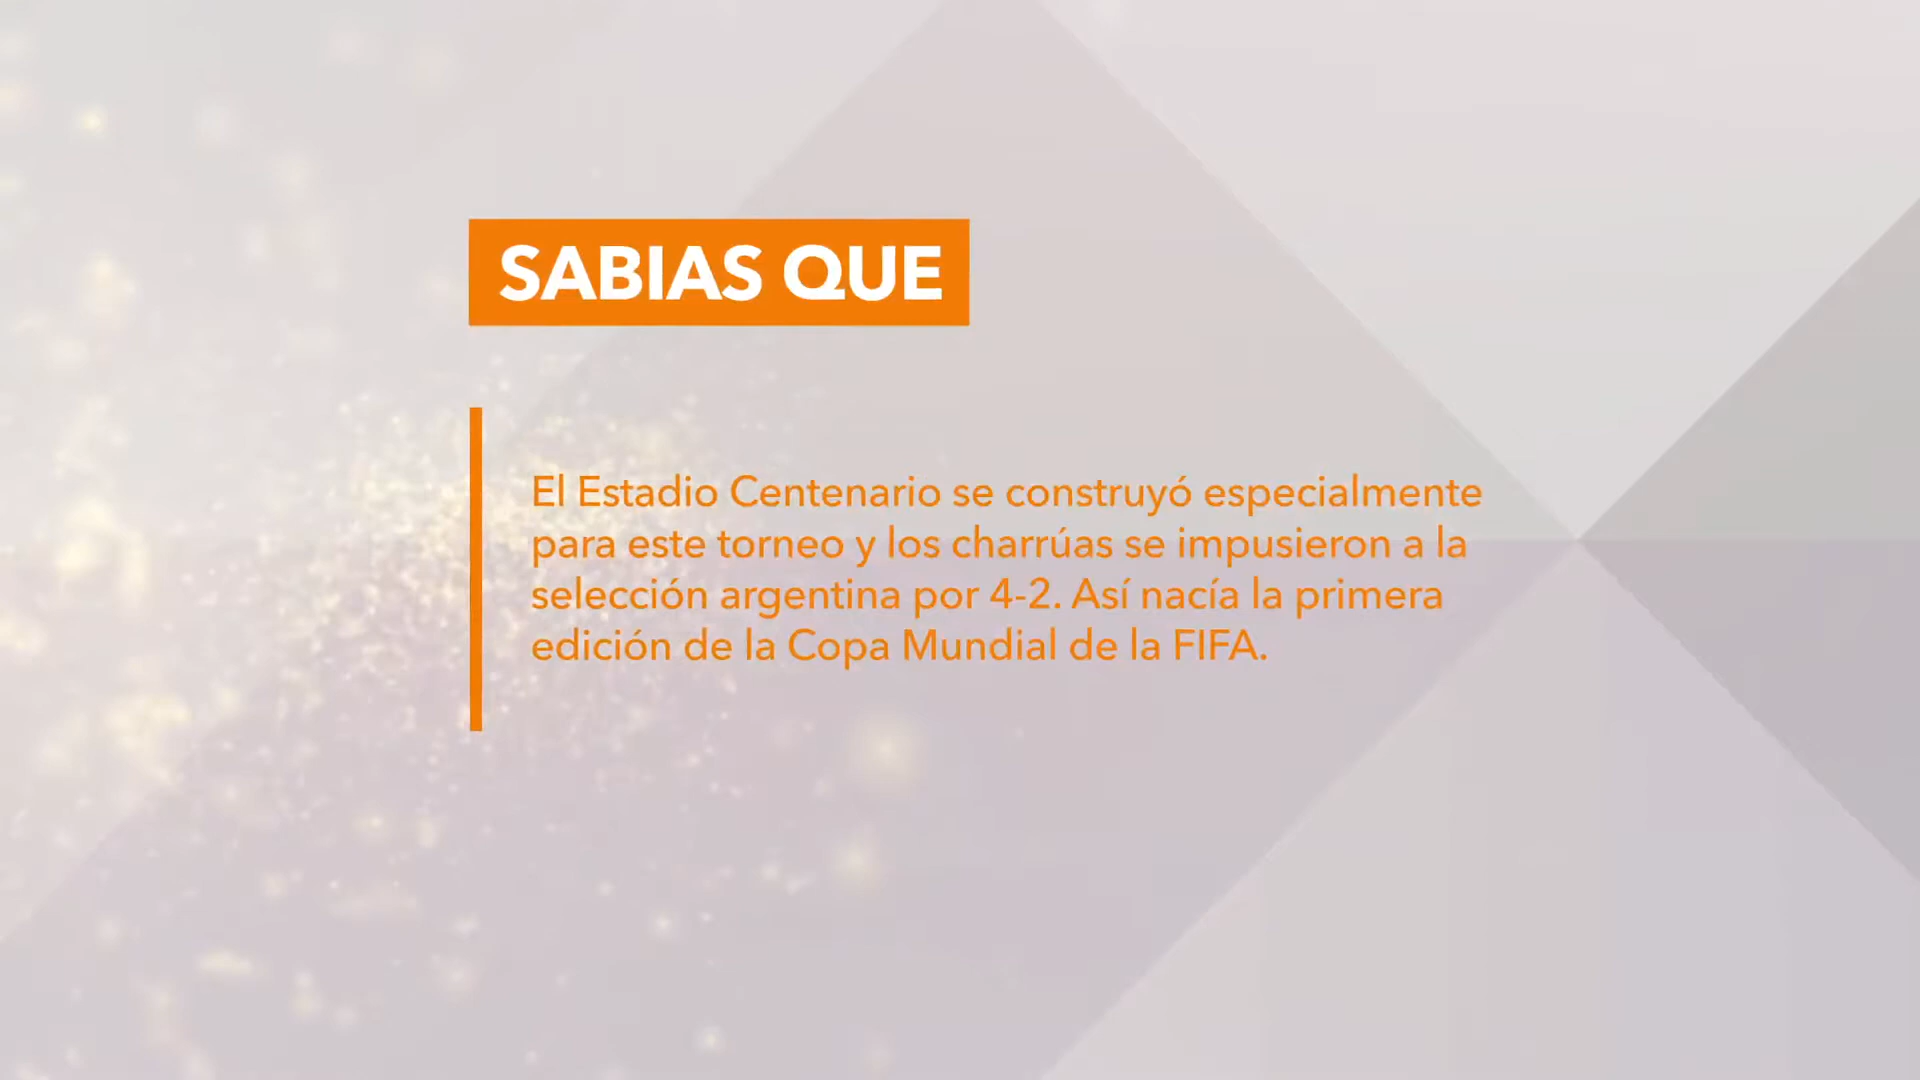 SABIAS QUE
El Estadio Centenario se construyó especialmente
para este torneo y los charrúas se impusieron a la
selección argentina por 4-2. Así nacía la primera
edición de la Copa Mundial de la FIFA.